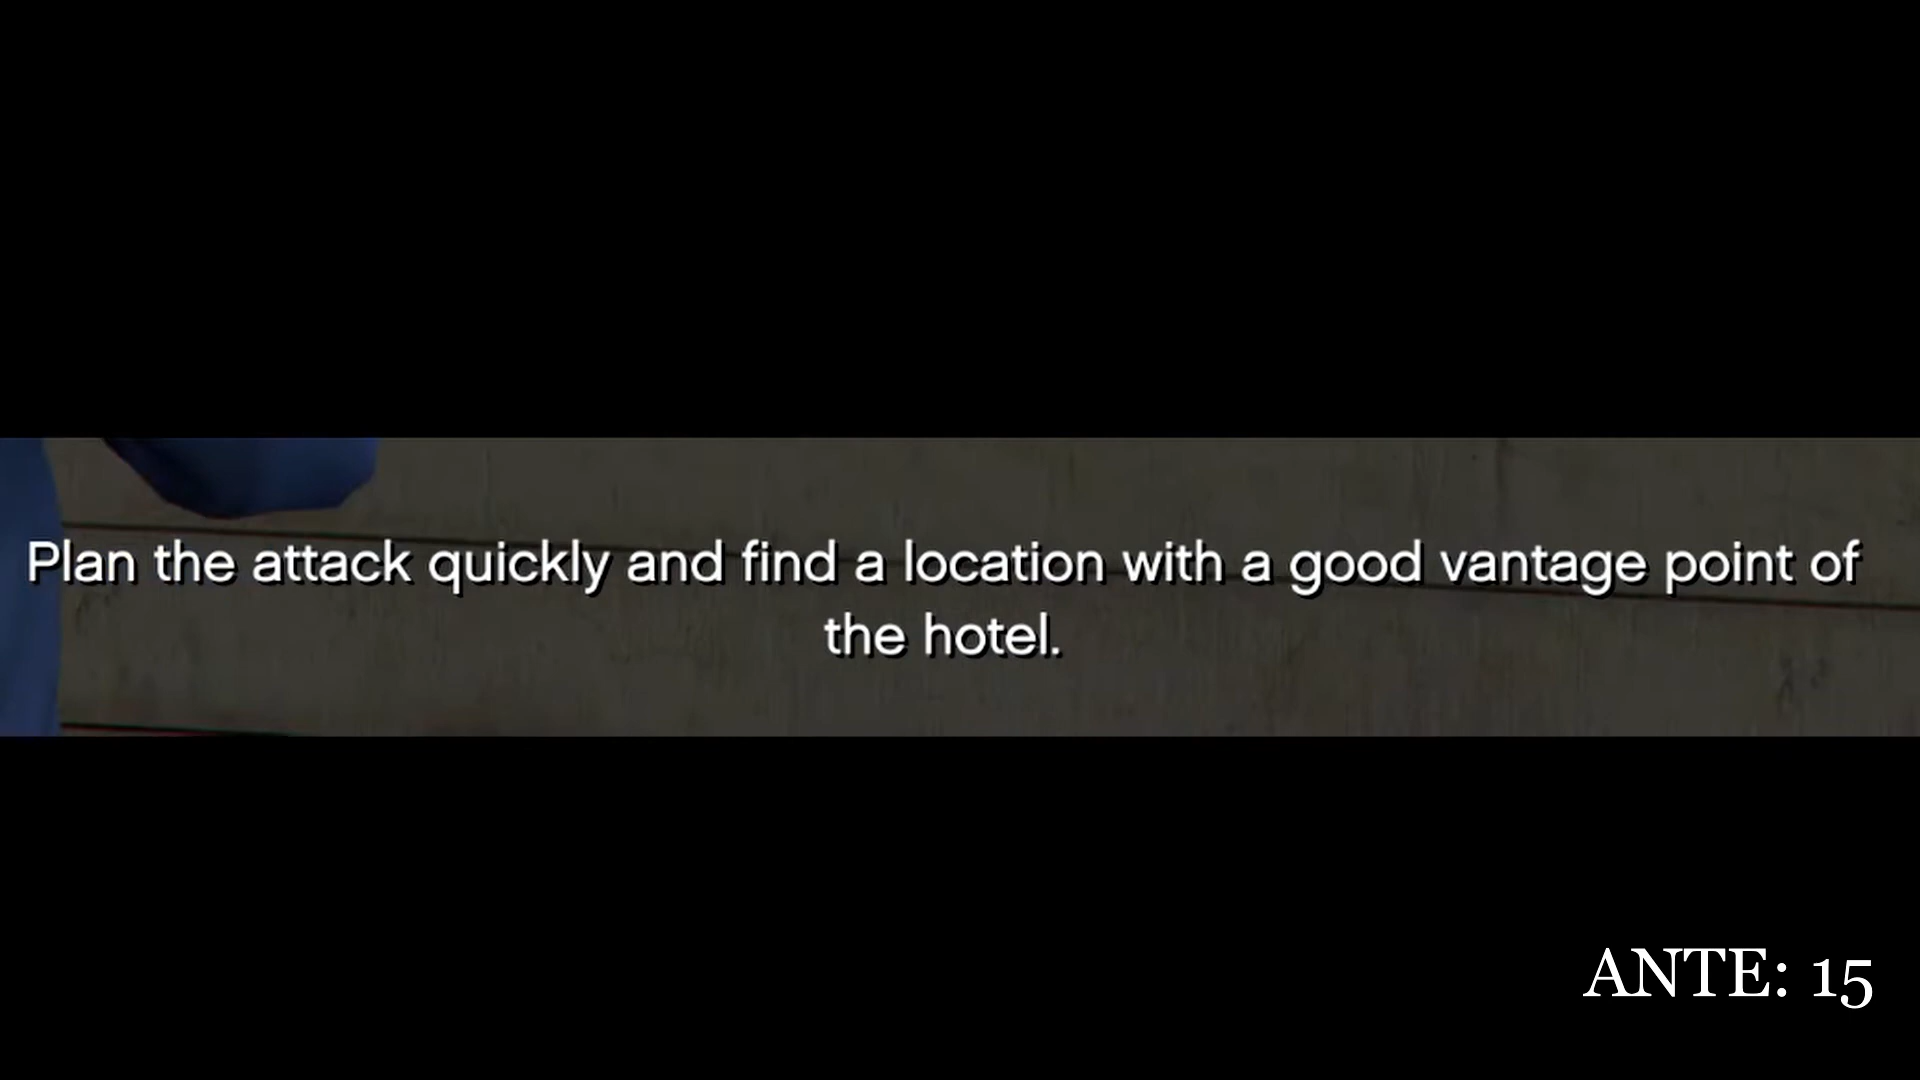 Plan the attack quickly and find a location with a good vantage point of
the hotel.
ANTE: 15